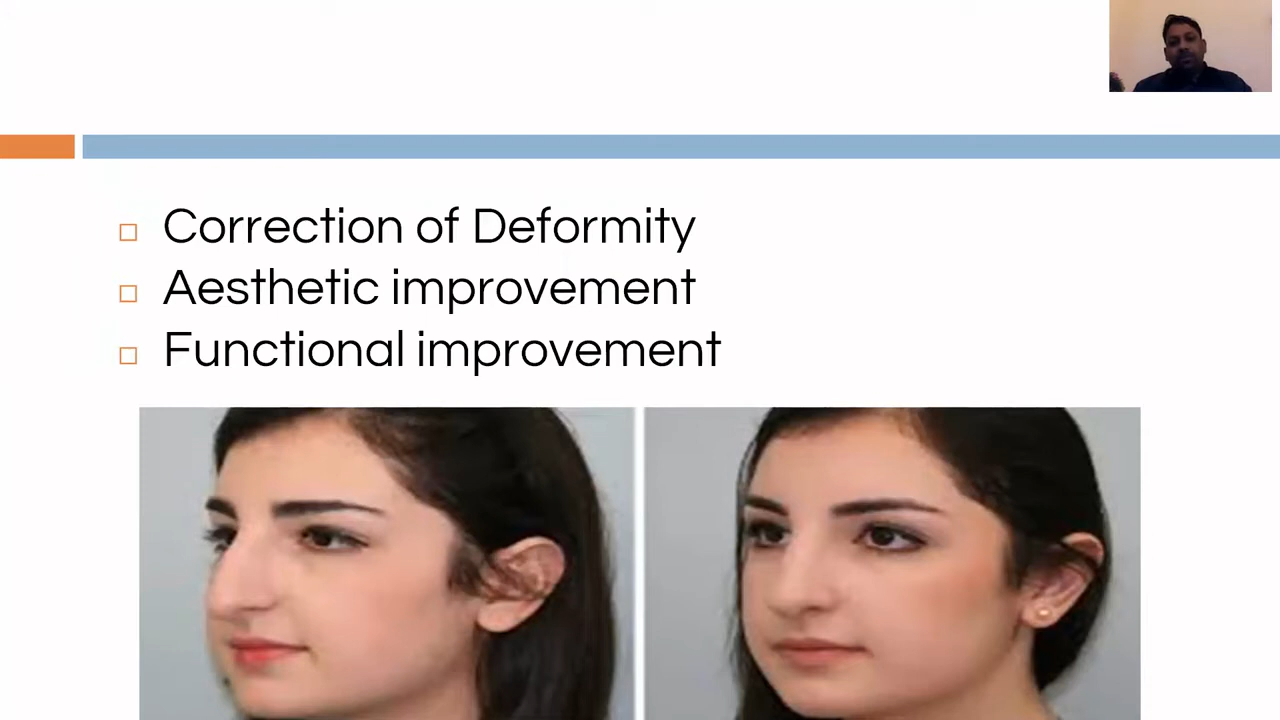 Correction of Deformity
Aesthetic improvement
Functional improvement